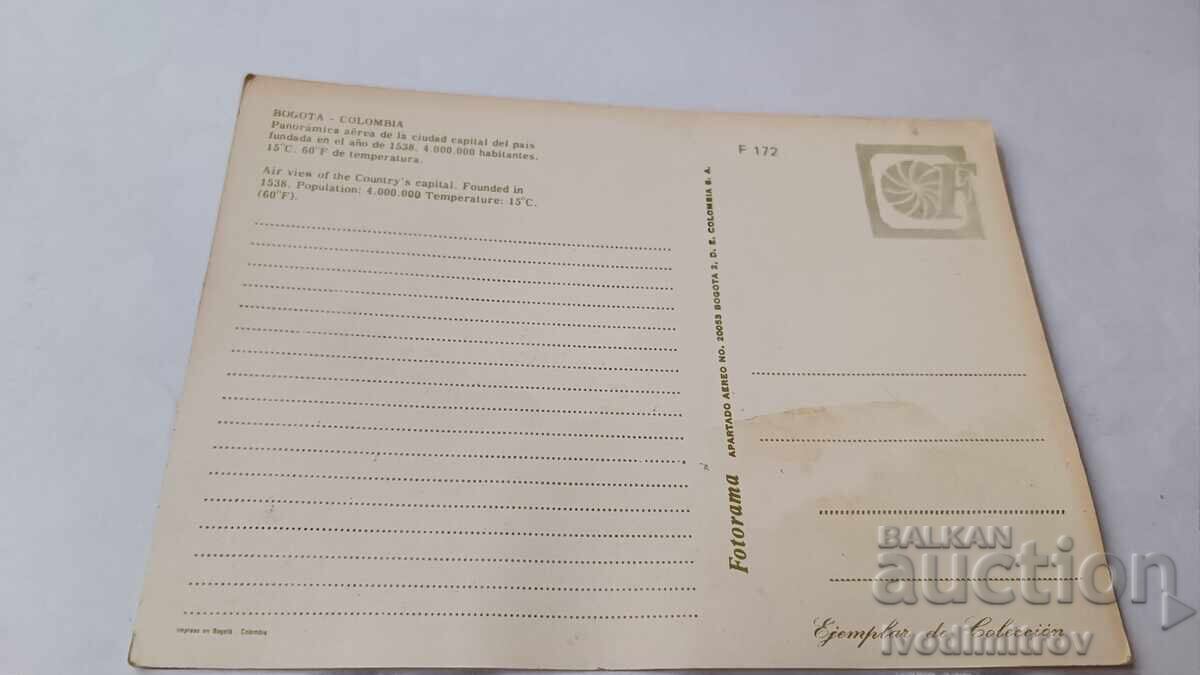 BOGOTA - COLOMBIA
Panorámica aérea de la ciudad capital del país
fundada en el año de 1538. 4.000.000 habitantes.
15°C. 60°F de temperatura.
Air view of the Country's capital. Founded in
1538. Population: 4.000.000 Temperature: 15°C.
(60°F).
Impreso en Bogotá Colombia
Fotorama APARTADO AEREO NO. 20053 BOGOTA 2, D. E. COLOMBIA S. A.
F 172
F
Ejemplar de Colección
BALKAN
auction
ivodimitrov